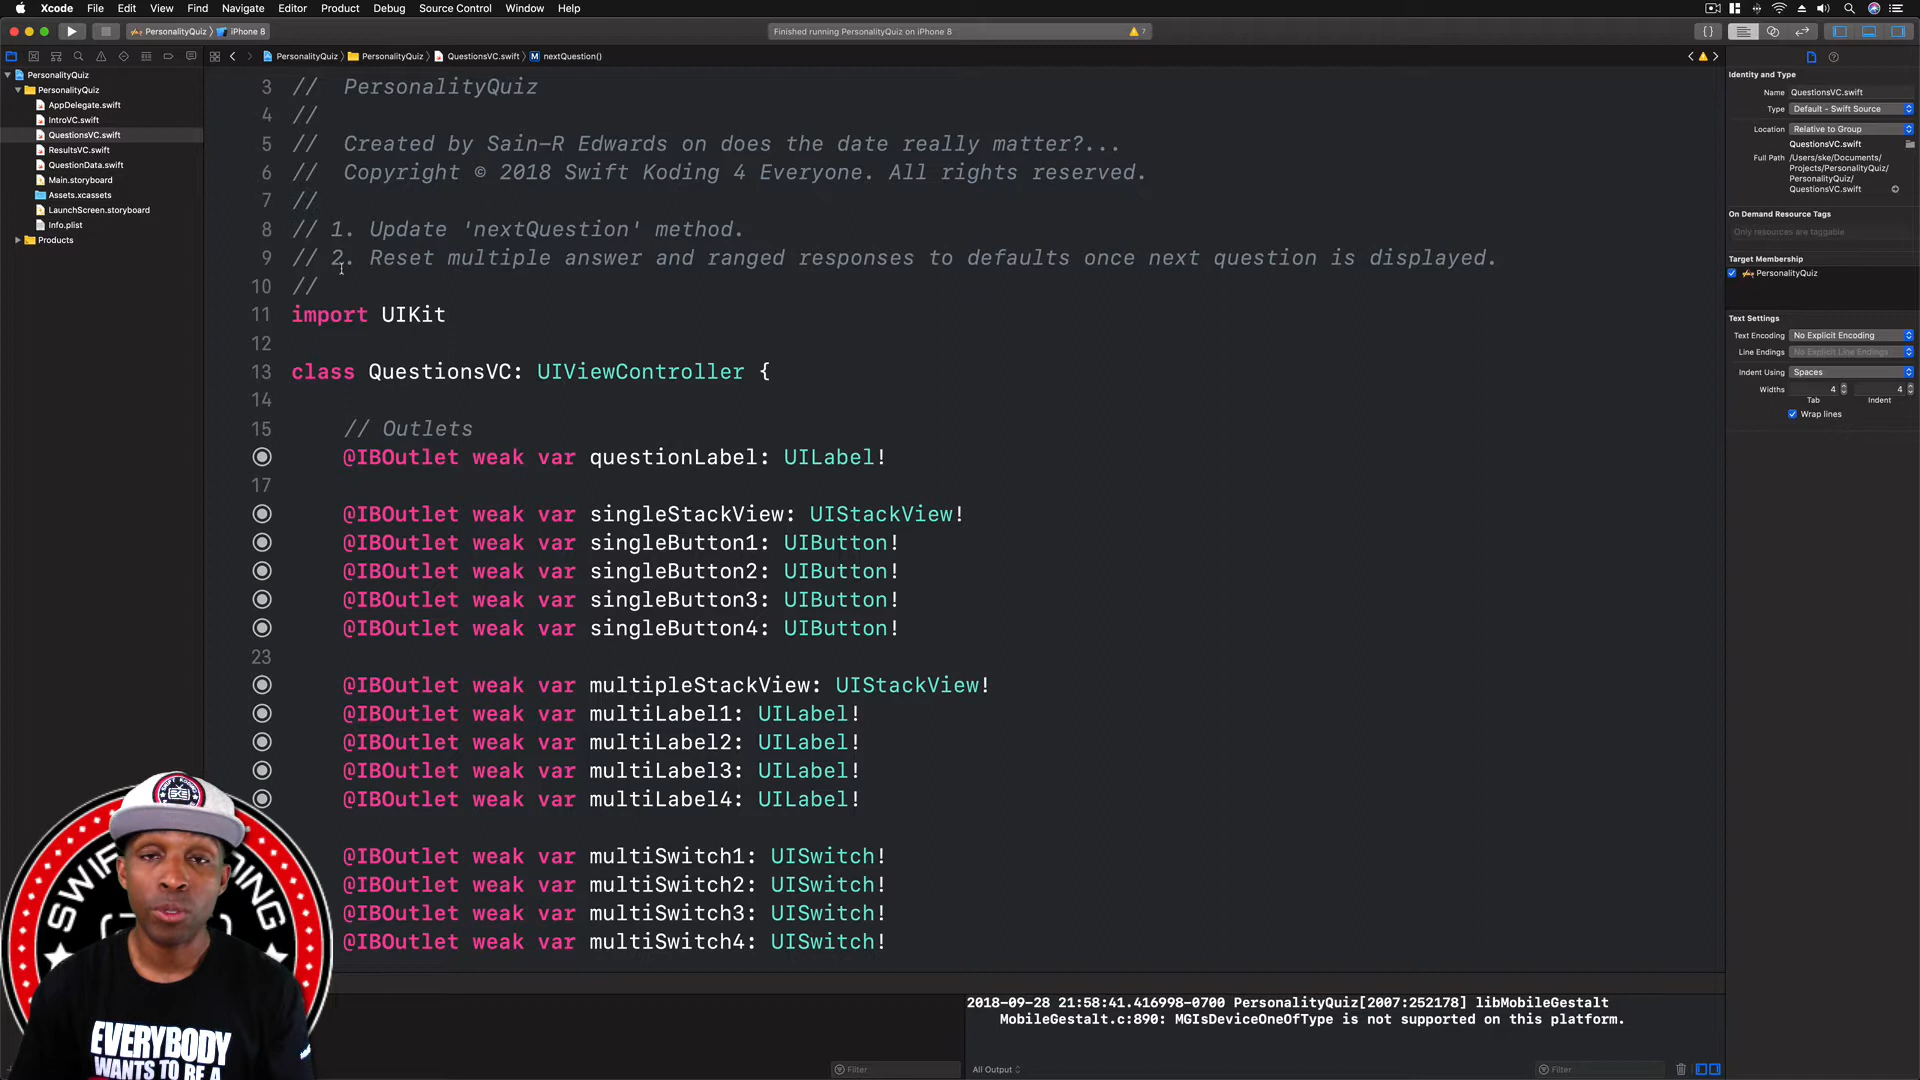 Xcode File Edit View Find Navigate Editor Product Debug Source Control Window Help
PersonalityQuiz iPhone 8
Finished running PersonalityQuiz on iPhone 8
7
PersonalityQuiz PersonalityQuiz QuestionsVC.swift nextQuestion()
PersonalityQuiz
PersonalityQuiz
AppDelegate.swift
IntroVC.swift
QuestionsVC.swift
ResultsVC.swift
QuestionData.swift
Main.storyboard
Assets.xcassets
LaunchScreen.storyboard
Info.plist
Products
3 // PersonalityQuiz
4 //
5 // Created by Sain-R Edwards on does the date really matter?...
6 // Copyright © 2018 Swift Koding 4 Everyone. All rights reserved.
7 //
8 // 1. Update 'nextQuestion' method.
9 // 2. Reset multiple answer and ranged responses to defaults once next question is displayed.
10 //
11 import UIKit
12
13 class QuestionsVC: UIViewController {
14
15 // Outlets
@IBOutlet weak var questionLabel: UILabel!
17
@IBOutlet weak var singleStackView: UIStackView!
@IBOutlet weak var singleButton1: UIButton!
@IBOutlet weak var singleButton2: UIButton!
@IBOutlet weak var singleButton3: UIButton!
@IBOutlet weak var singleButton4: UIButton!
23
@IBOutlet weak var multipleStackView: UIStackView!
@IBOutlet weak var multiLabel1: UILabel!
@IBOutlet weak var multiLabel2: UILabel!
@IBOutlet weak var multiLabel3: UILabel!
@IBOutlet weak var multiLabel4: UILabel!
@IBOutlet weak var multiSwitch1: UISwitch!
@IBOutlet weak var multiSwitch2: UISwitch!
@IBOutlet weak var multiSwitch3: UISwitch!
@IBOutlet weak var multiSwitch4: UISwitch!
Identity and Type
Name QuestionsVC.swift
Type Default - Swift Source
Location Relative to Group
QuestionsVC.swift
Full Path /Users/ske/Documents/
Projects/PersonalityQuiz/
PersonalityQuiz/
QuestionsVC.swift
On Demand Resource Tags
Only resources are taggable
Target Membership
PersonalityQuiz
Text Settings
Text Encoding No Explicit Encoding
Line Endings No Explicit Line Endings
Indent Using Spaces
Widths 4 4
Tab Indent
Wrap lines
2018-09-28 21:58:41.416998-0700 PersonalityQuiz[2007:252178] libMobileGestalt
MobileGestalt.c:890: MGIsDeviceOneOfType is not supported on this platform.
Filter
All Output
Filter
EVERYBODY
WANTS TO BE A